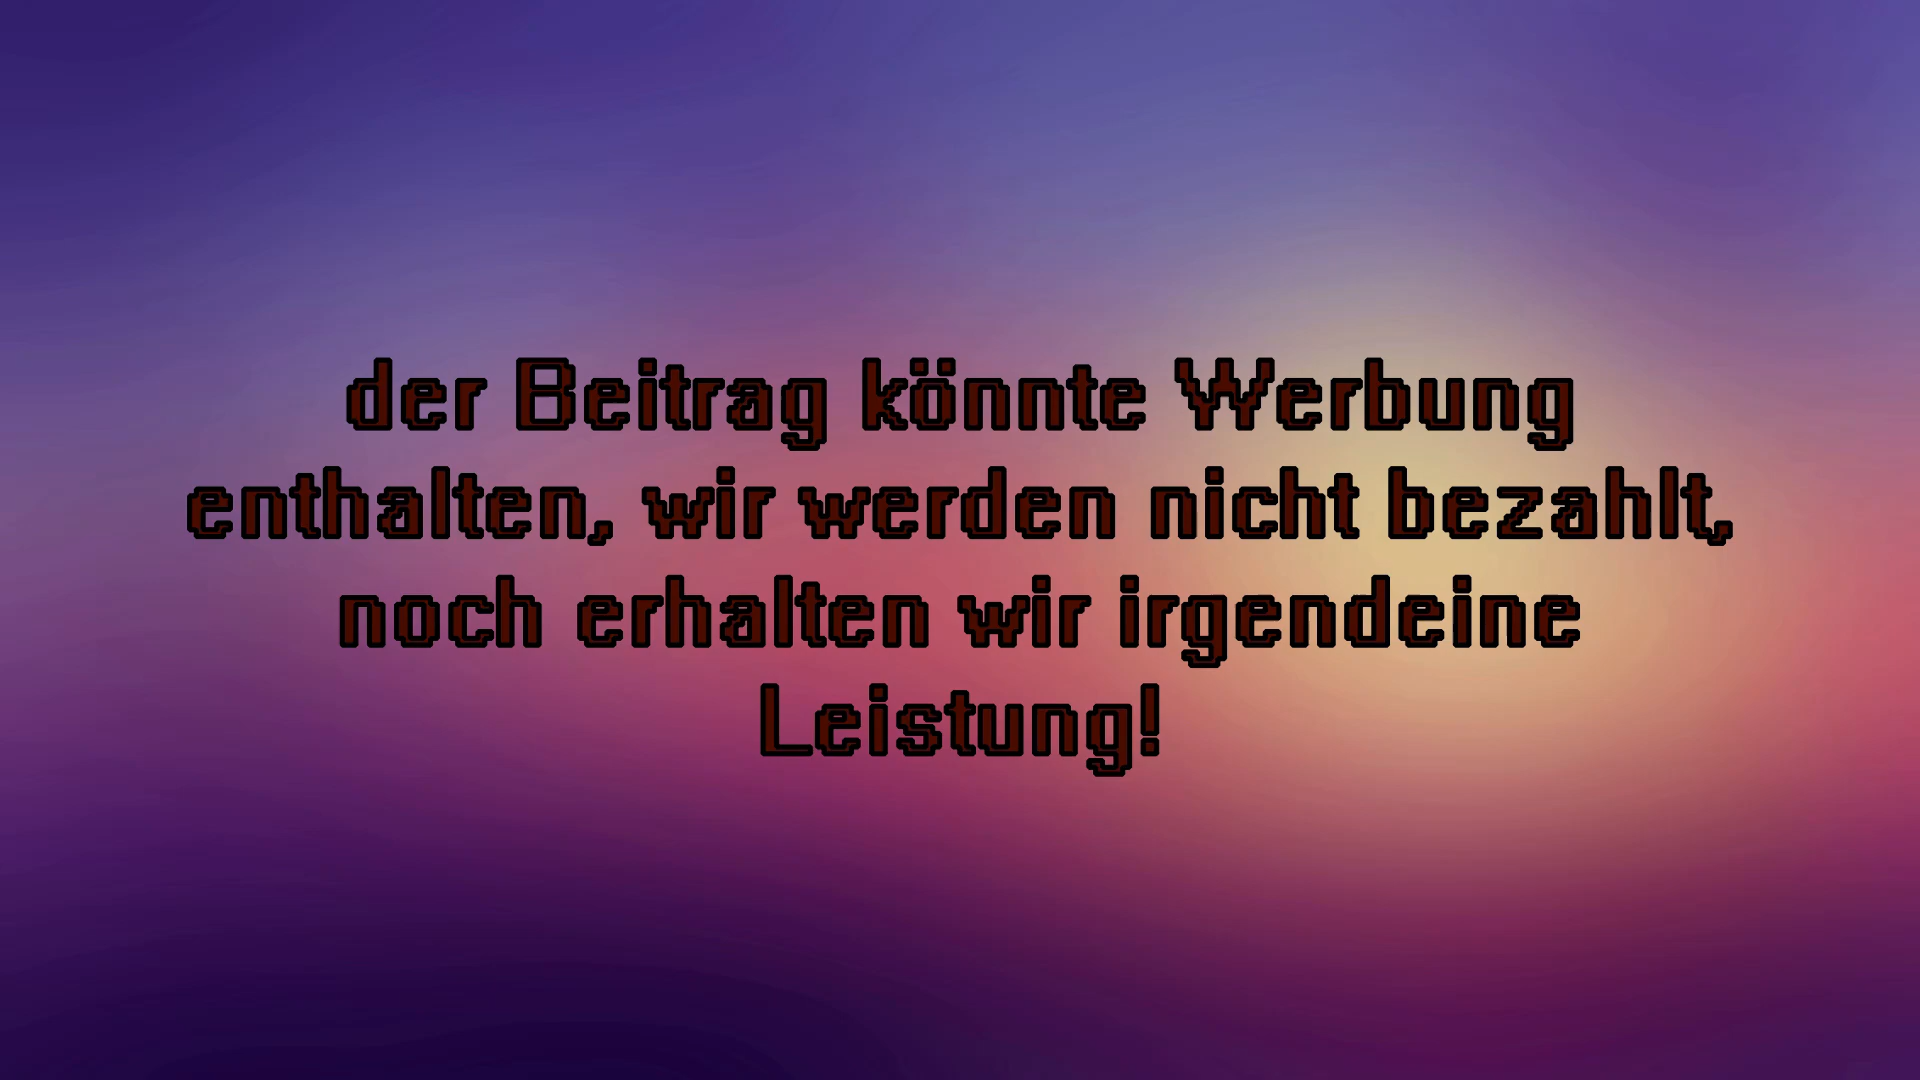 der Beitrag könnte Werbung
enthalten, wir werden nicht bezahlt,
noch erhalten wir irgendeine
Leistung!